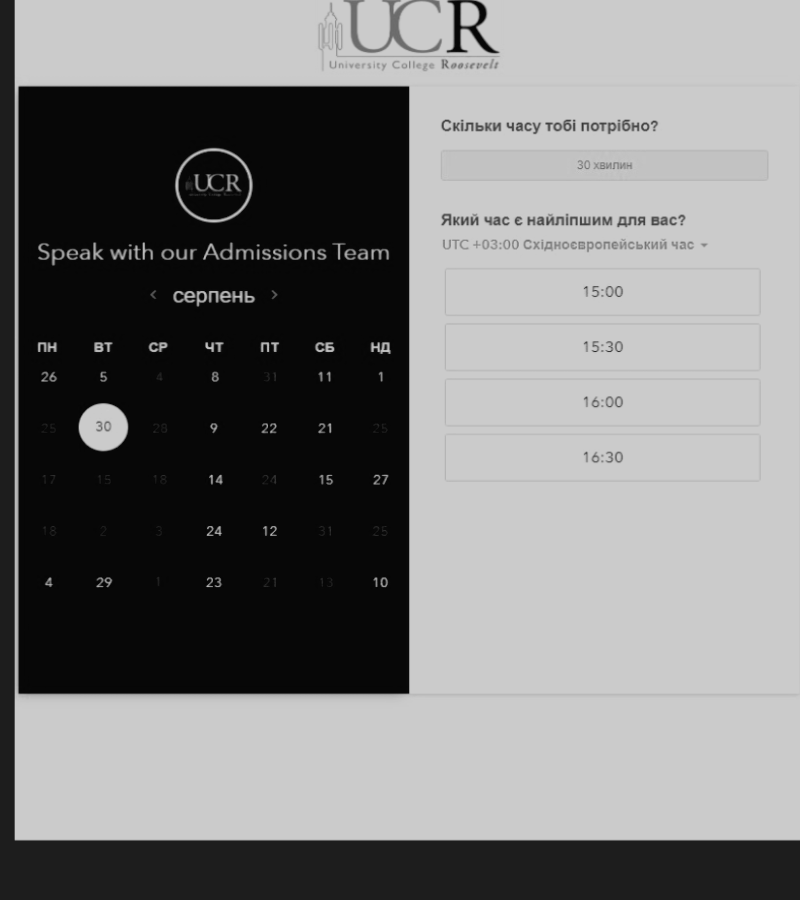 UCR
University College Roosevelt
UCR
Speak with our Admissions Team
< серпень >
ПН ВТ СР ЧТ ПТ СБ НД
26 5 4 8 31 11 1
25 30 28 9 22 21 25
17 15 18 14 24 15 27
18 2 3 24 12 31 25
4 29 1 23 21 13 10
Скільки часу тобі потрібно?
30 хвилин
Який час є найліпшим для вас?
UTC +03:00 Східноєвропейський час
15:00
15:30
16:00
16:30